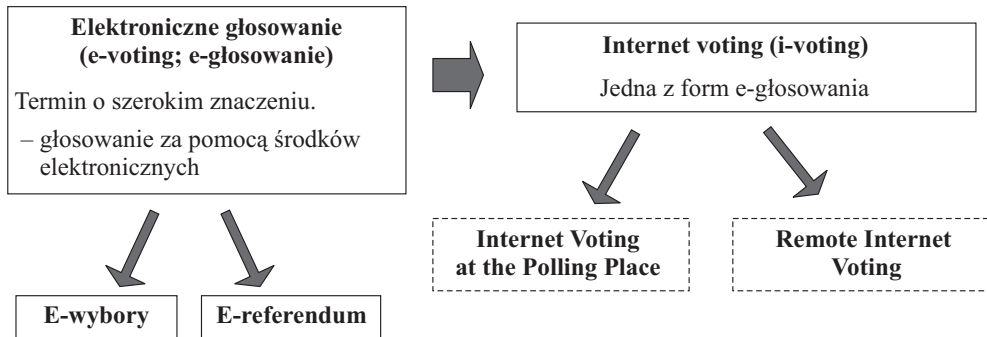 Elektroniczne głosowanie
(e-voting; e-głosowanie)
Termin o szerokim znaczeniu.
– głosowanie za pomocą środków
elektronicznych
Internet voting (i-voting)
Jedna z form e-głosowania
Internet Voting
at the Polling Place
Remote Internet
Voting
E-wybory
E-referendum